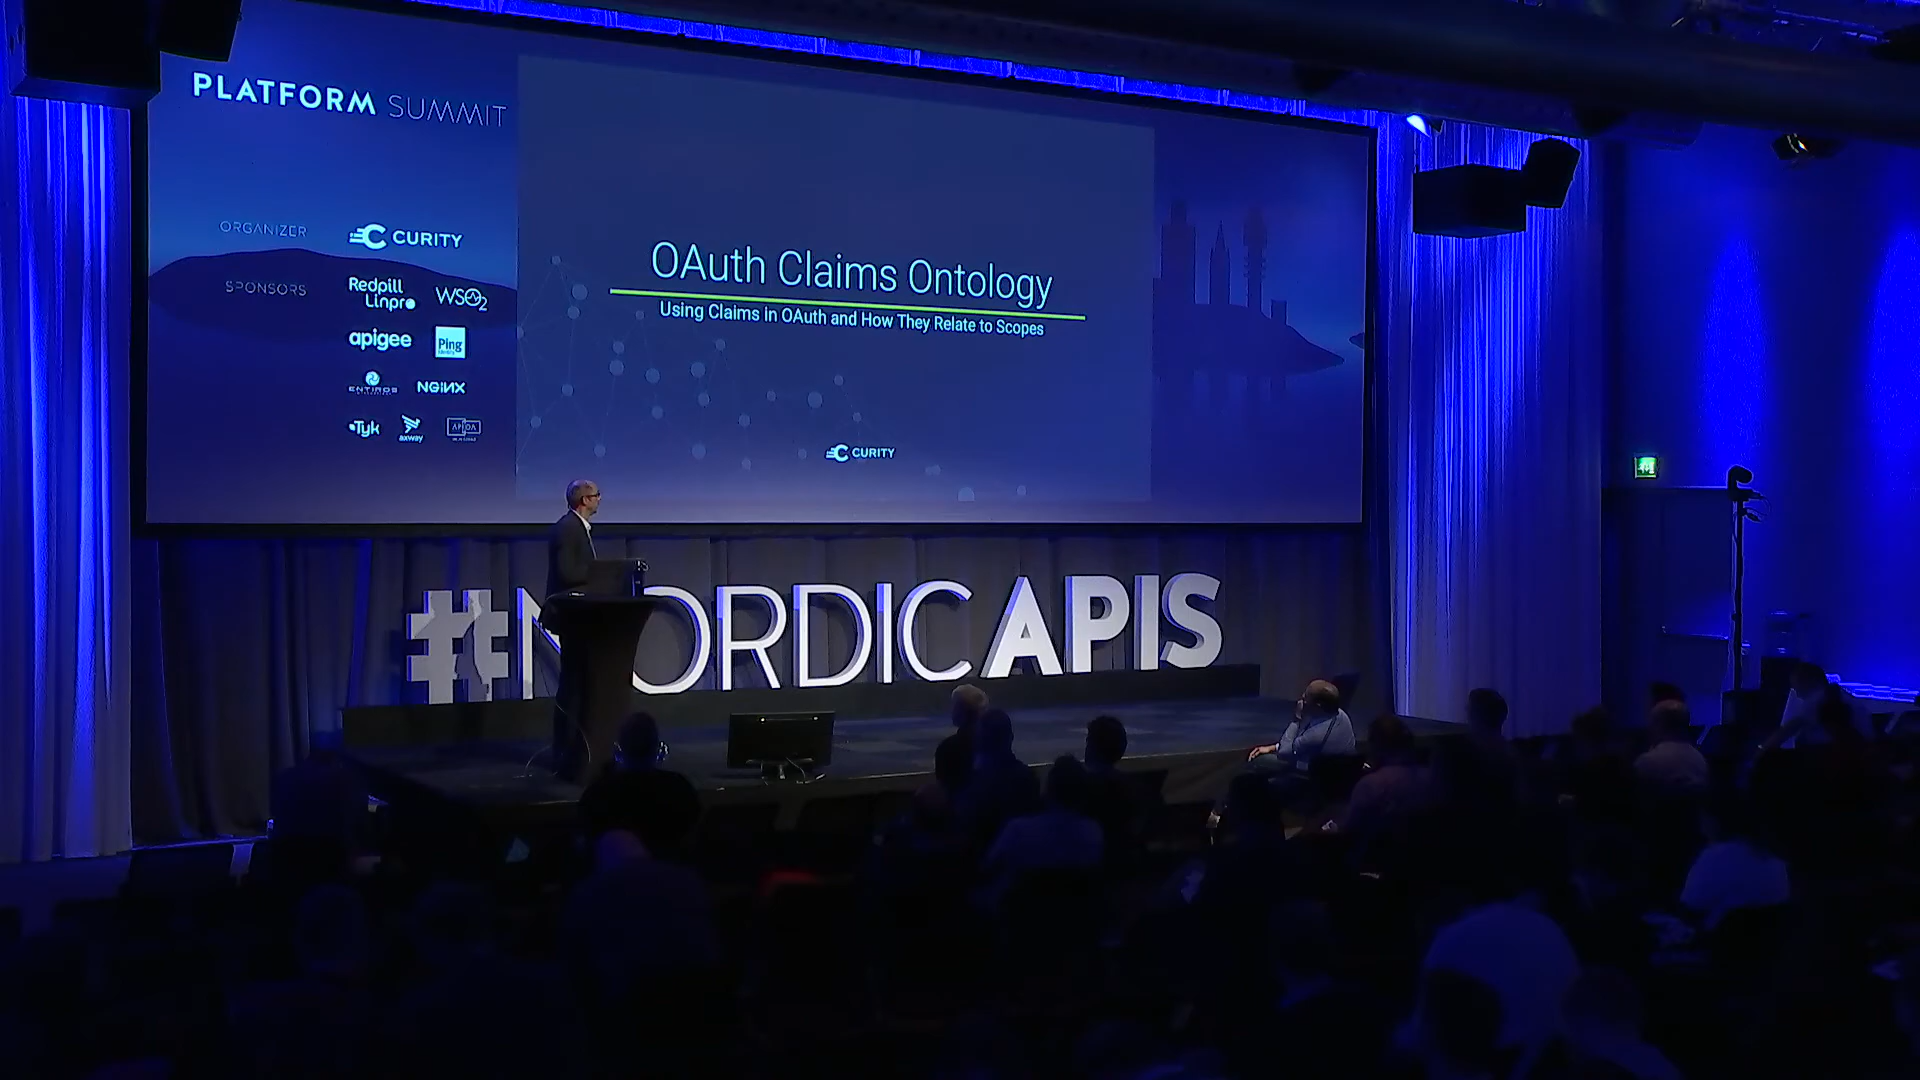 PLATFORM SUMMIT
ORGANIZER
CURITY
SPONSORS
Redpill
Linpro
WSO2
apigee
Ping
ENTIROS
NGINX
Tyk
axway
OAuth Claims Ontology
Using Claims in OAuth and How They Relate to Scopes
CURITY
#NORDICAPIS